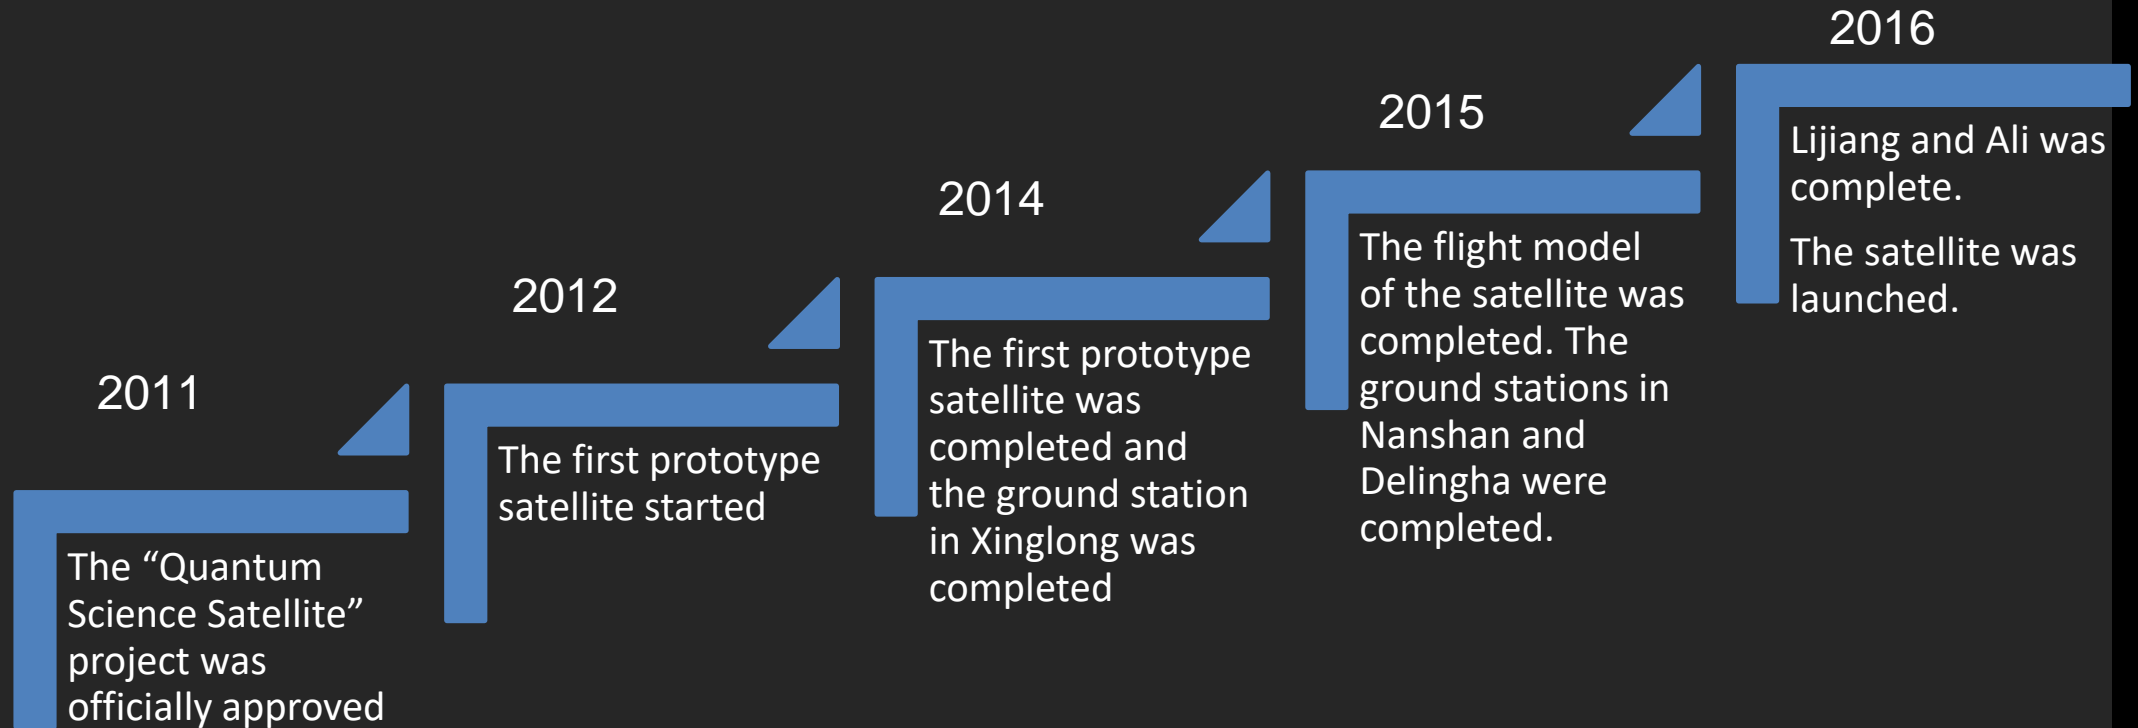 2011
The “Quantum
Science Satellite”
project was
officially approved
2012
The first prototype
satellite started
2014
The first prototype
satellite was
completed and
the ground station
in Xinglong was
completed
2015
The flight model
of the satellite was
completed. The
ground stations in
Nanshan and
Delingha were
completed.
2016
Lijiang and Ali was
complete.
The satellite was
launched.